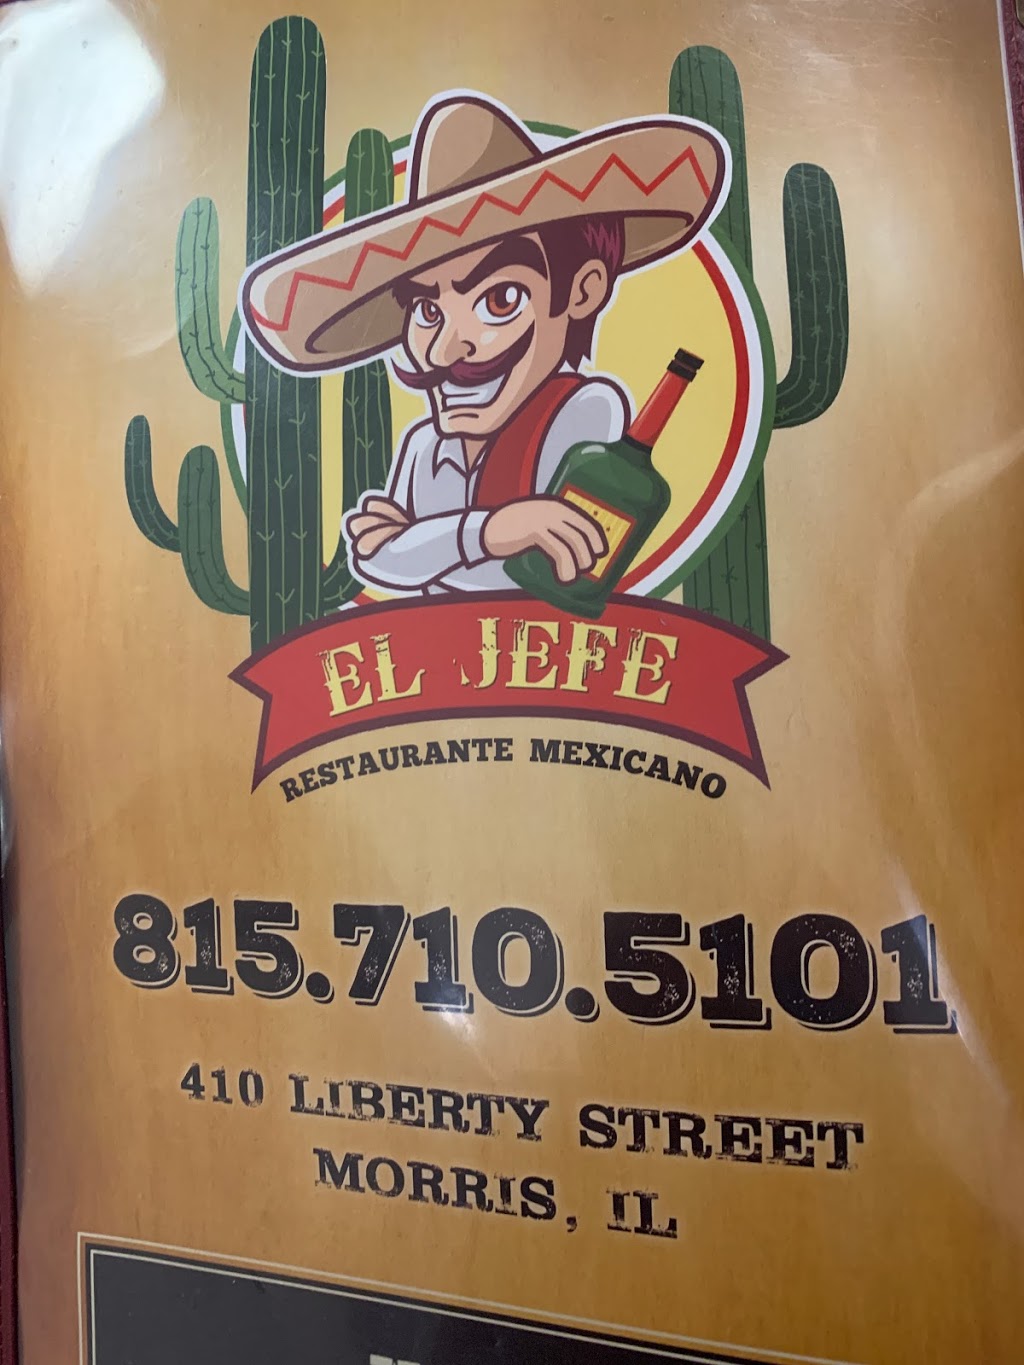 EL JEFE
RESTAURANTE MEXICANO
815.710.5101
410 LIBERTY STREET
MORRIS, IL